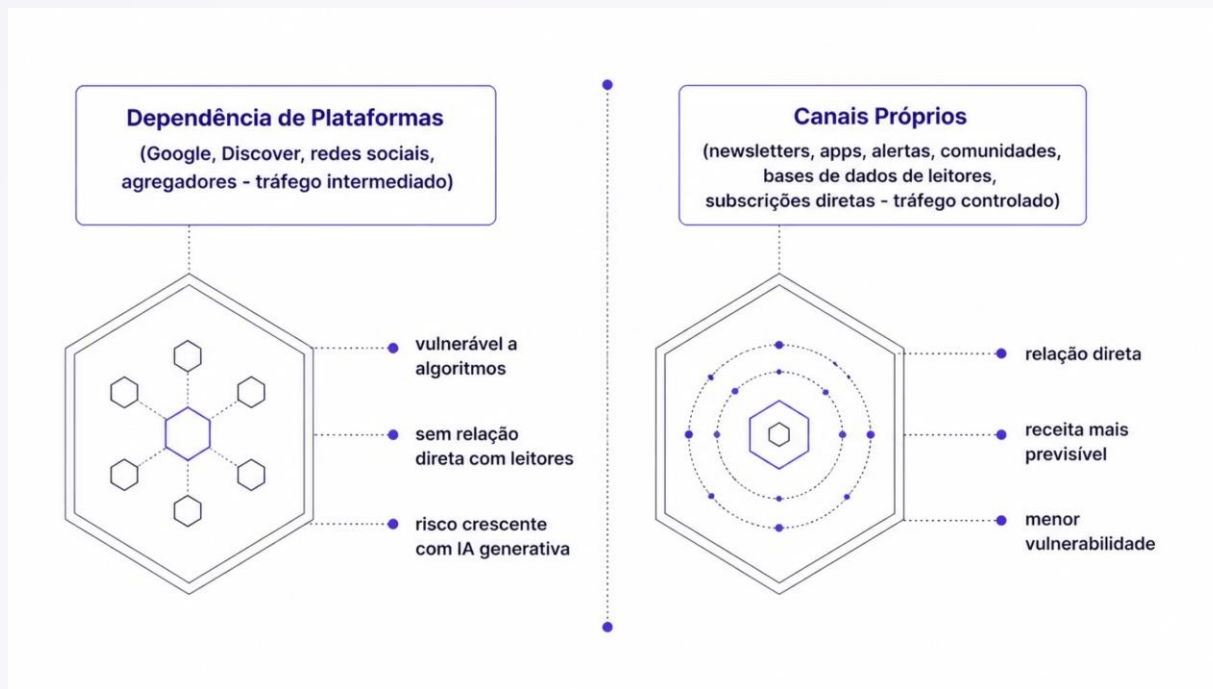 Dependência de Plataformas
(Google, Discover, redes sociais,
agregadores - tráfego intermediado)
vulnerável a
algoritmos
sem relação
direta com leitores
risco crescente
com IA generativa
Canais Próprios
(newsletters, apps, alertas, comunidades,
bases de dados de leitores,
subscrições diretas - tráfego controlado)
relação direta
receita mais
previsível
menor
vulnerabilidade